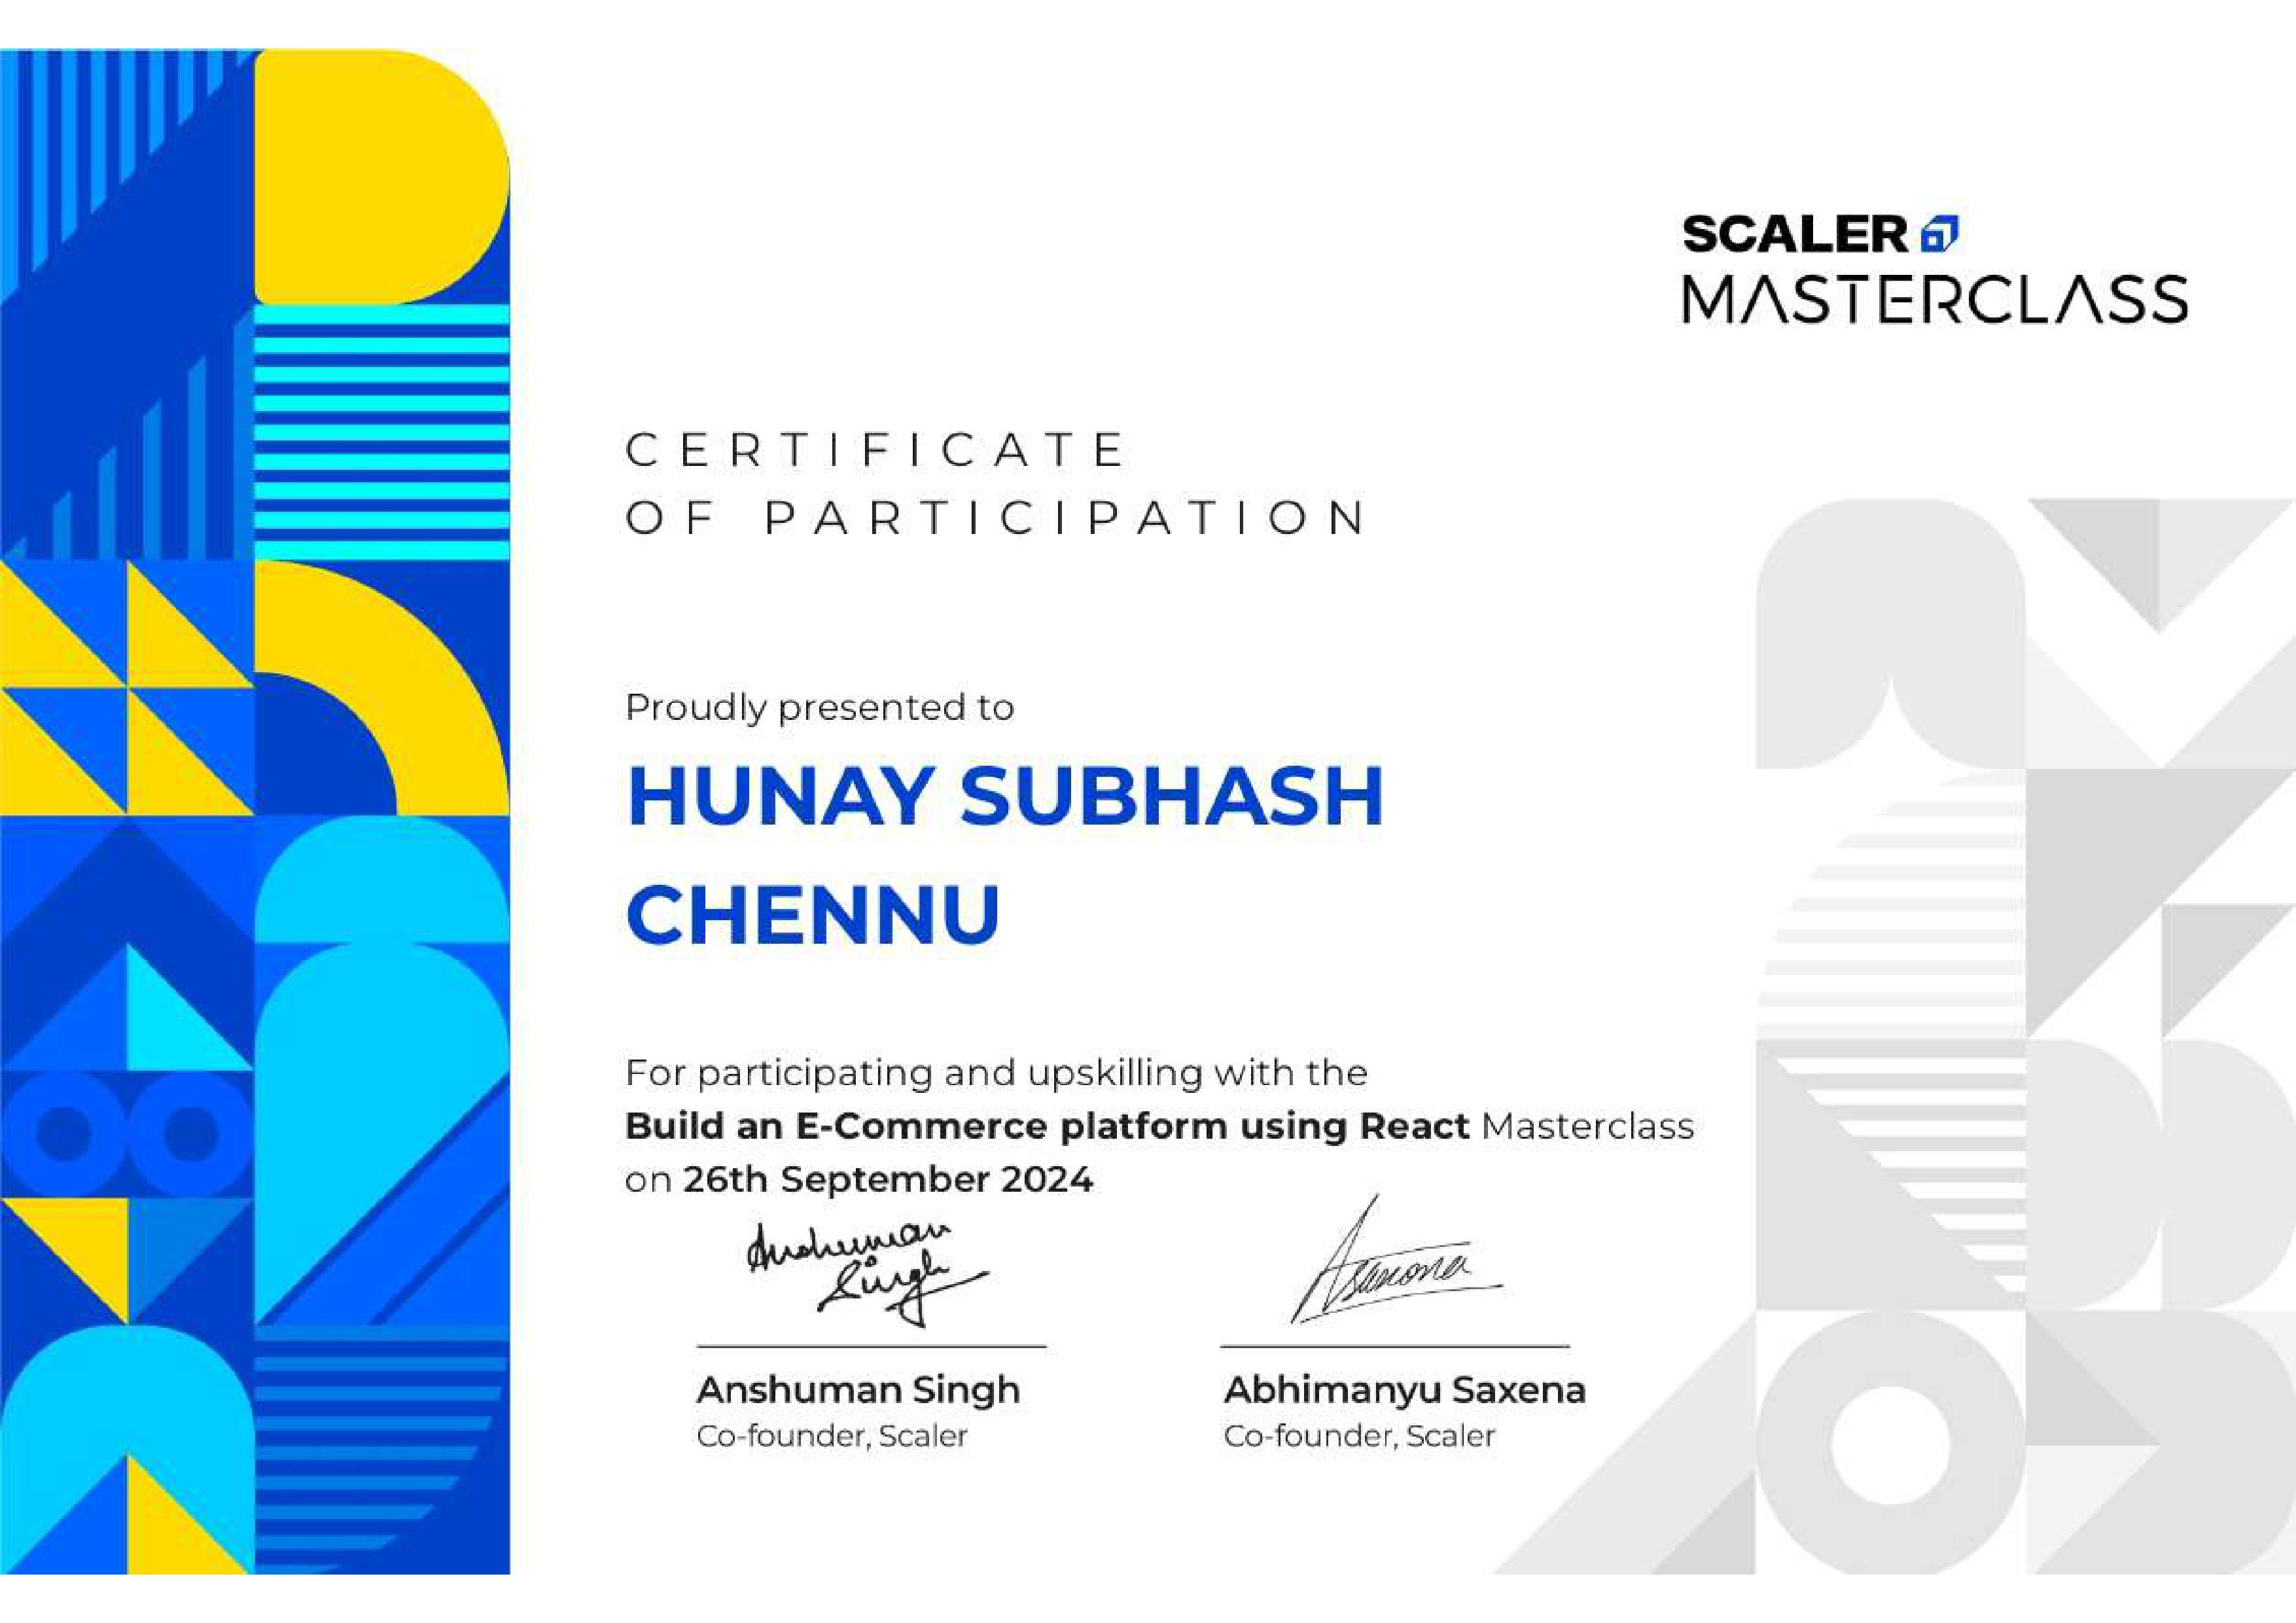 SCALER
MASTERCLASS
CERTIFICATE
OF PARTICIPATION
Proudly presented to
HUNAY SUBHASH
CHENNU
For participating and upskilling with the
Build an E-Commerce platform using React Masterclass
on 26th September 2024
Anshuman
Singh
Asaxena
Anshuman Singh
Abhimanyu Saxena
Co-founder, Scaler
Co-founder, Scaler